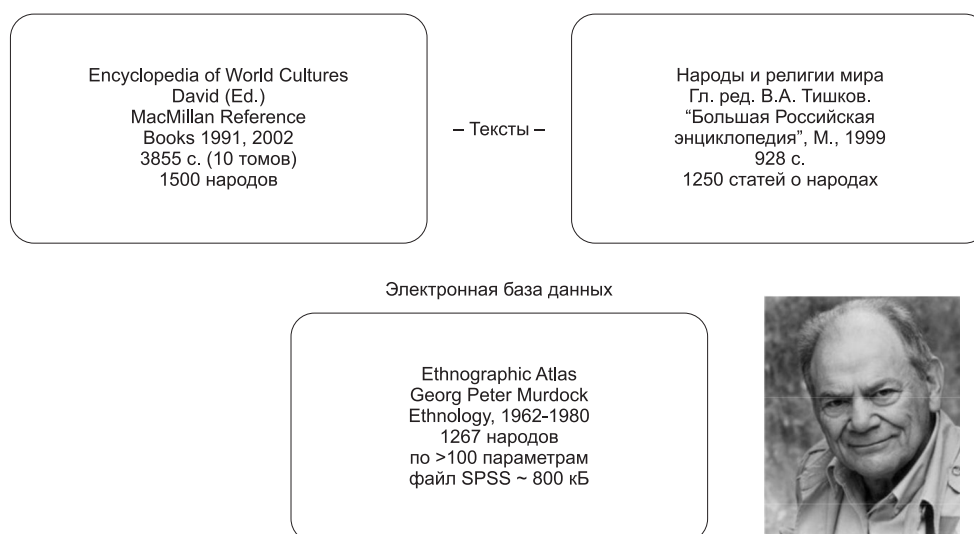 Encyclopedia of World Cultures
David (Ed.)
MacMillan Reference
Books 1991, 2002
3855 с. (10 томов)
1500 народов
– Тексты –
Народы и религии мира
Гл. ред. В.А. Тишков.
“Большая Российская
энциклопедия”, М., 1999
928 с.
1250 статей о народах
Электронная база данных
Ethnographic Atlas
Georg Peter Murdock
Ethnology, 1962-1980
1267 народов
по >100 параметрам
файл SPSS ~ 800 кБ